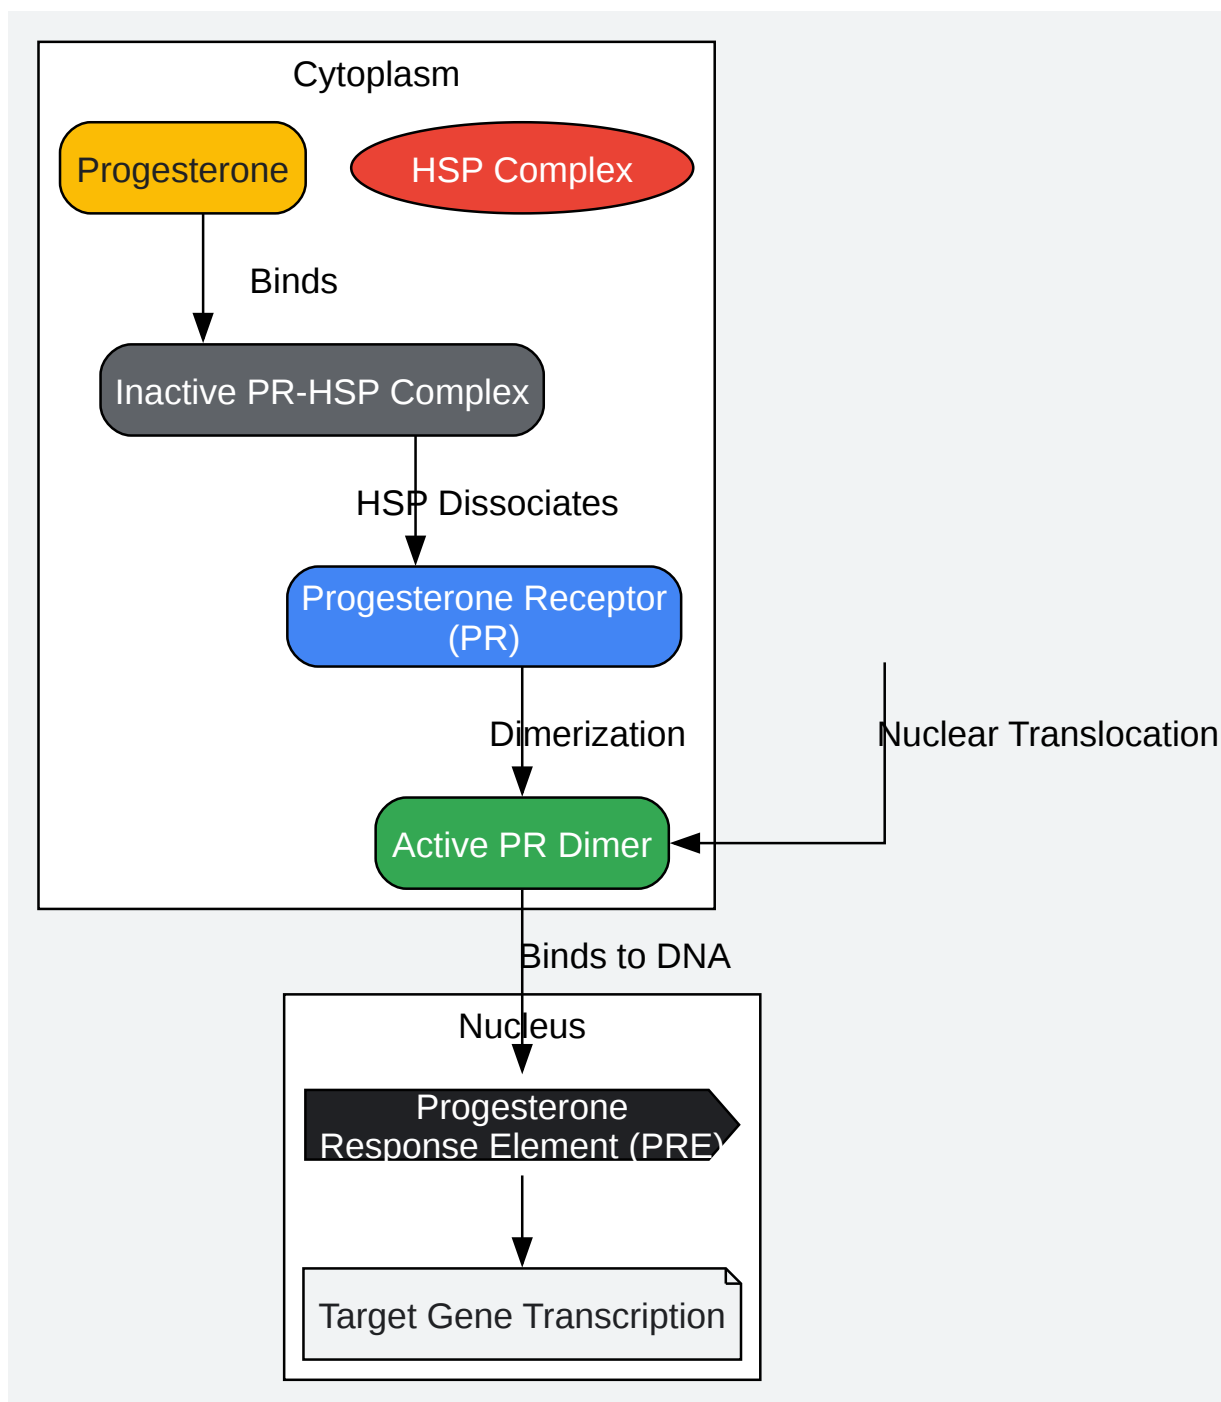 Cytoplasm
Progesterone
HSP Complex
Binds
Inactive PR-HSP Complex
HSP Dissociates
Progesterone Receptor
(PR)
Dimerization
Nuclear Translocation
Active PR Dimer
Binds to DNA
Nucleus
Progesterone
Response Element (PRE)
Target Gene Transcription